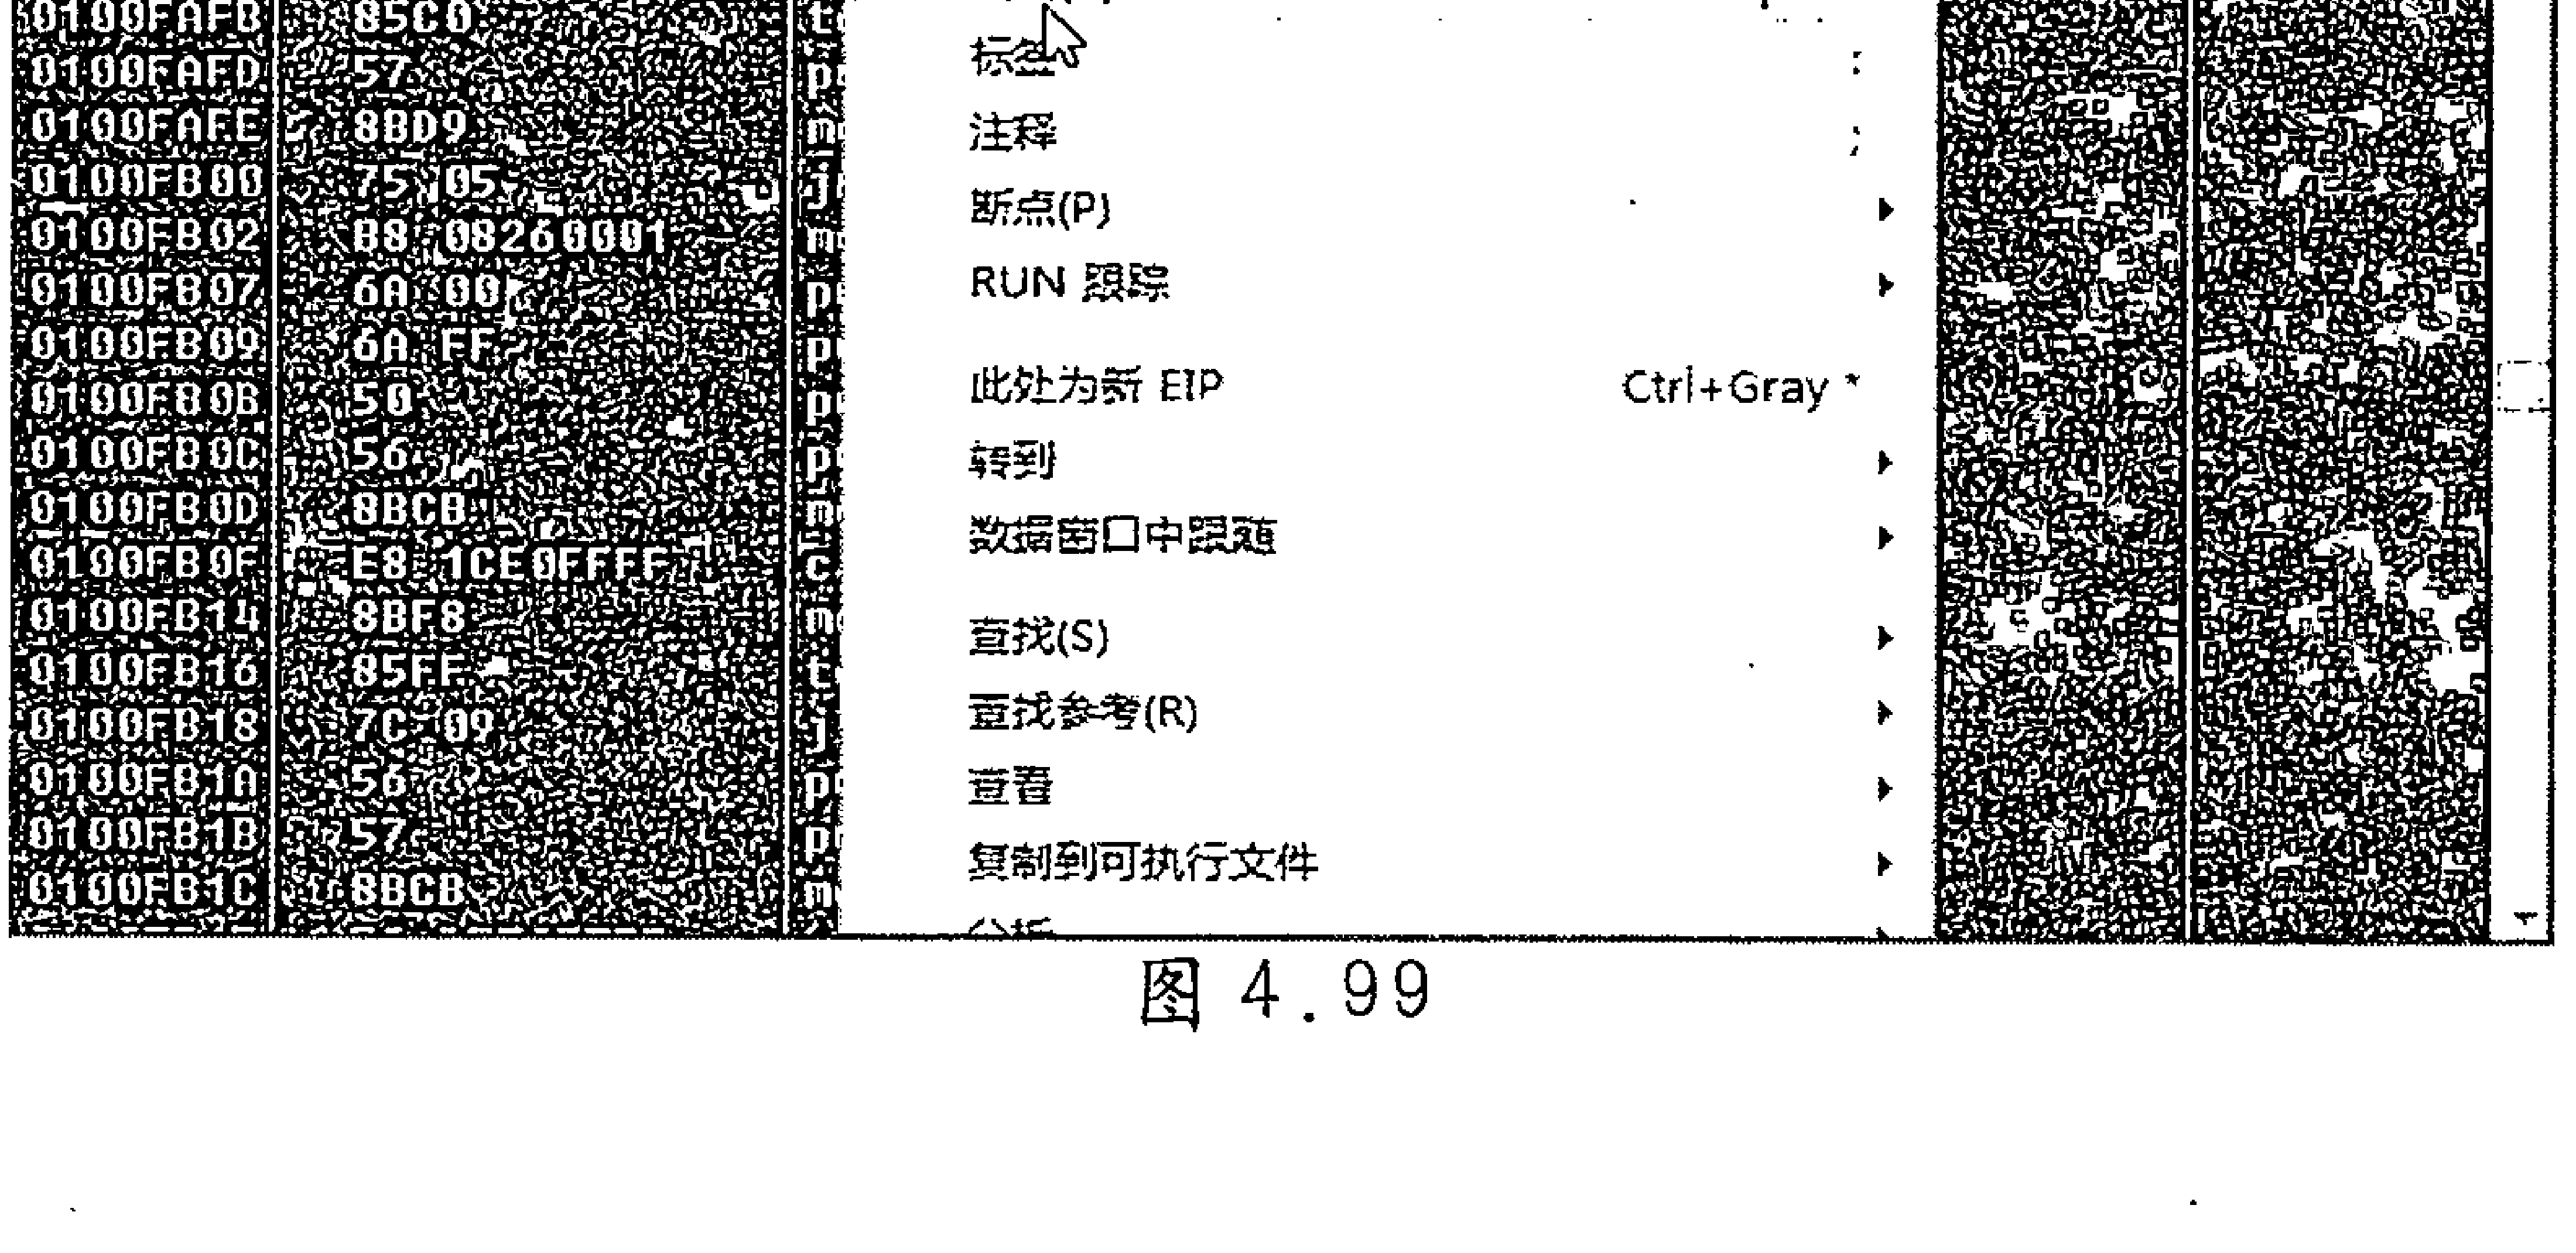 0100FAFB 85C0 t
0100FAFD 57 p 标签 :
0100FAFE 8BD9 m 注释 ;
0100FB00 75 05 j 断点(P)
0100FB02 B8 08260001 m RUN 跟踪
0100FB07 6A 00 p
0100FB09 6A FF p 此处为新 EIP Ctrl+Gray *
0100FB0B 50 p
0100FB0C 56 p 转到
0100FB0D 8BCB m 数据窗口中跟随
0100FB0F E8 1CE0FFFF c
0100FB14 8BF8 m 查找(S)
0100FB16 85FF t
0100FB18 7C 09 j 查找参考(R)
0100FB1A 56 p 查看
0100FB1B 57 p
0100FB1C 8BCB m 复制到可执行文件
分析
图 4.99